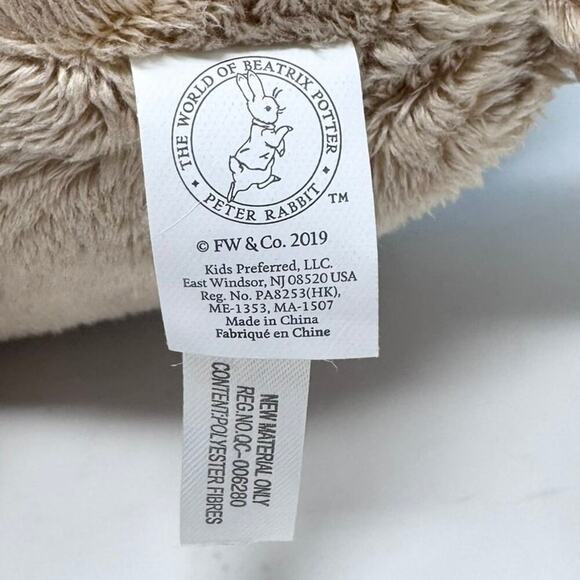 THE WORLD OF BEATRIX POTTER
PETER RABBIT
TM
© FW & Co. 2019
Kids Preferred, LLC.
East Windsor, NJ 08520 USA
Reg. No. PA8253(HK),
ME-1353, MA-1507
Made in China
Fabriqué en Chine
NEW MATERIAL ONLY
REG.NO.QC-006280
CONTENT:POLYESTER FIBRES